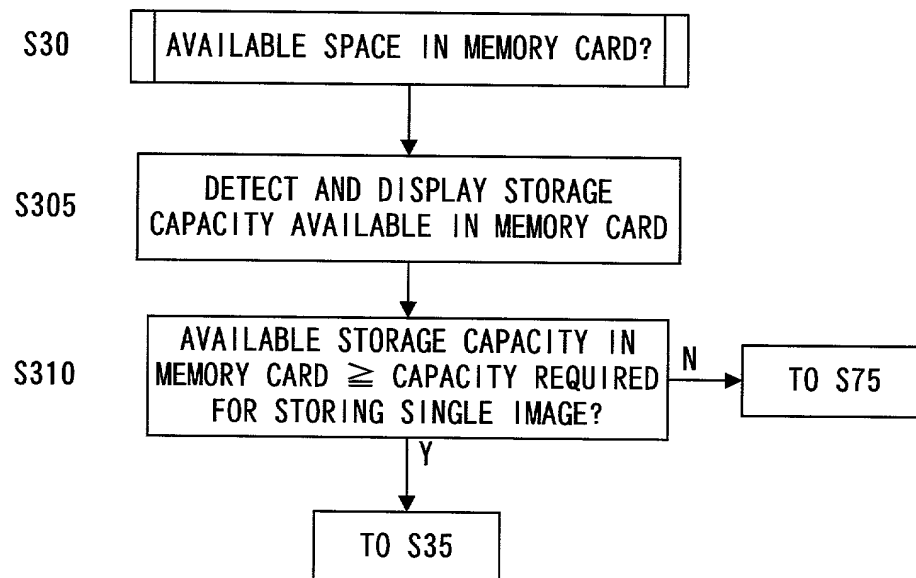 S30 AVAILABLE SPACE IN MEMORY CARD?
S305
DETECT AND DISPLAY STORAGE
CAPACITY AVAILABLE IN MEMORY CARD
S310
AVAILABLE STORAGE CAPACITY IN
MEMORY CARD ≧ CAPACITY REQUIRED
FOR STORING SINGLE IMAGE?
N
TO S75
Y
TO S35